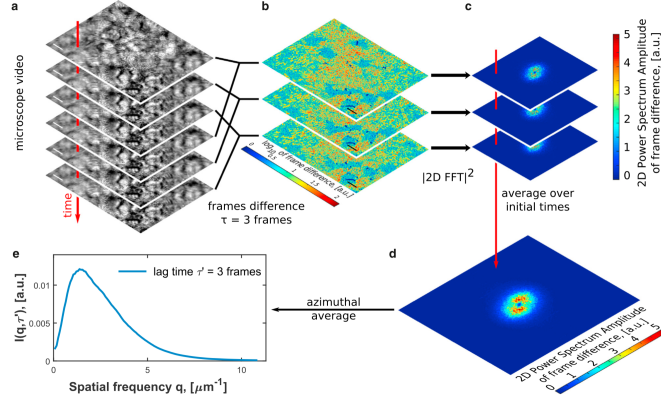 a
b
c
microscope video
time
frames difference
τ = 3 frames
log₁₀ of frame difference, [a.u.]
0
0.5
1
1.5
2
|2D FFT|²
average over
initial times
5
4
3
2
1
0
2D Power Spectrum Amplitude
of frame difference, [a.u.]
d
2D Power Spectrum Amplitude
of frame difference, [a.u.]
0
1
2
3
4
5
azimuthal
average
e
lag time τ' = 3 frames
I(q,τ'), [a.u.]
0.01
0.005
0
0
5
10
Spatial frequency q, [μm⁻¹]